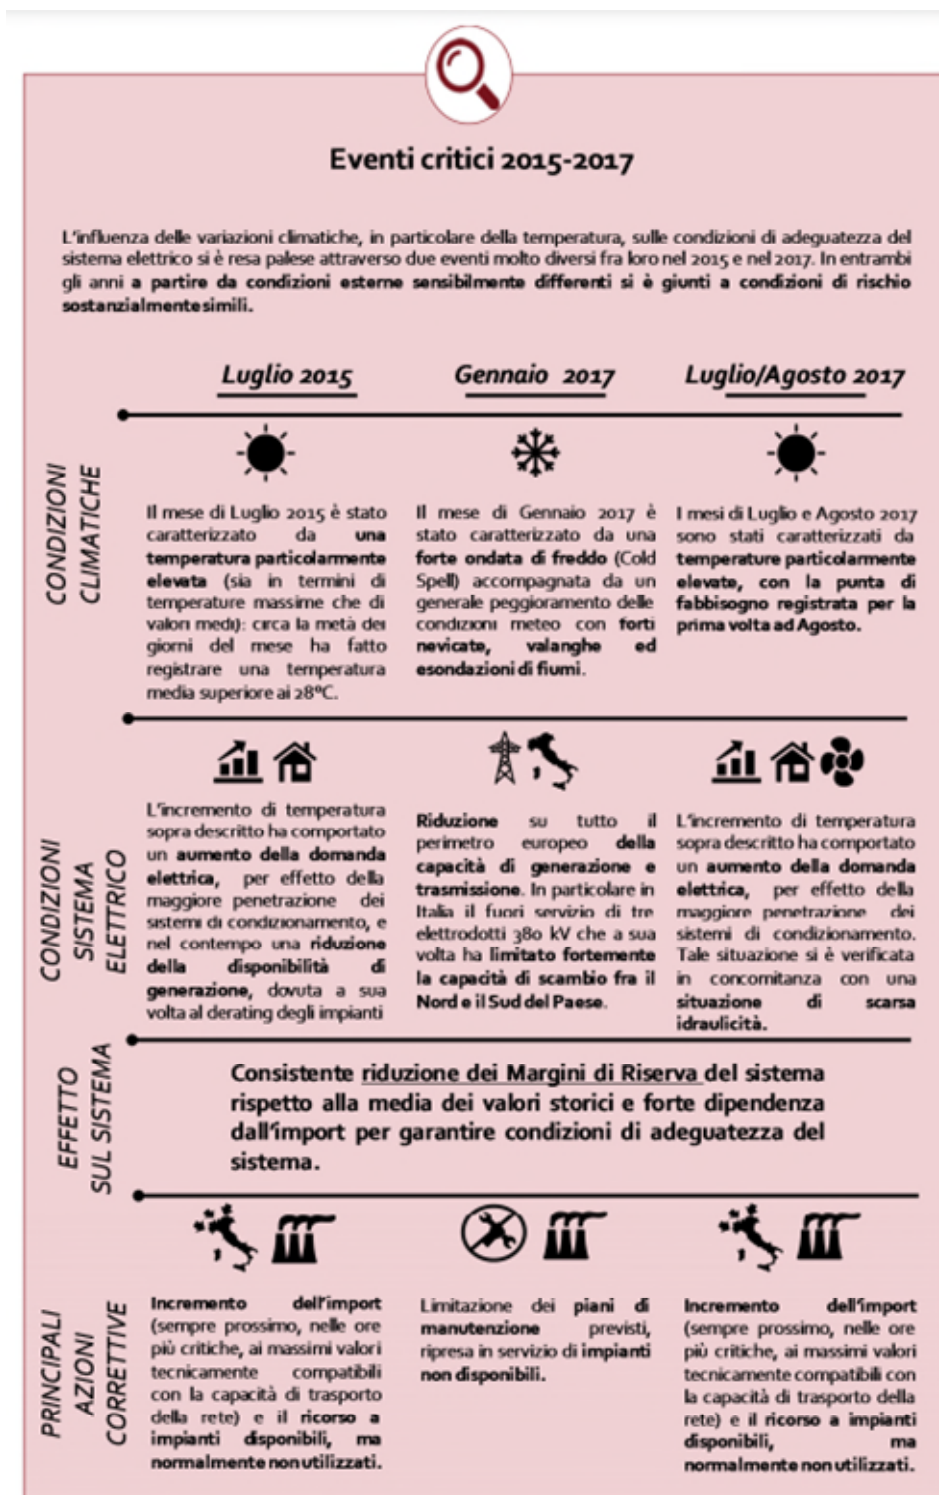 Eventi critici 2015-2017
L'influenza delle variazioni climatiche, in particolare della temperatura, sulle condizioni di adeguatezza del
sistema elettrico si è resa palese attraverso due eventi molto diversi fra loro nel 2015 e nel 2017. In entrambi
gli anni a partire da condizioni esterne sensibilmente differenti si è giunti a condizioni di rischio
sostanzialmente simili.
Luglio 2015
Gennaio 2017
Luglio/Agosto 2017
CONDIZIONI
CLIMATICHE
Il mese di Luglio 2015 è stato
caratterizzato da una
temperatura particolarmente
elevata (sia in termini di
temperature massime che di
valori medi): circa la metà dei
giorni del mese ha fatto
registrare una temperatura
media superiore ai 28°C.
Il mese di Gennaio 2017 è
stato caratterizzato da una
forte ondata di freddo (Cold
Spell) accompagnata da un
generale peggioramento delle
condizioni meteo con forti
nevicate, valanghe ed
esondazioni di fiumi.
I mesi di Luglio e Agosto 2017
sono stati caratterizzati da
temperature particolarmente
elevate, con la punta di
fabbisogno registrata per la
prima volta ad Agosto.
CONDIZIONI
SISTEMA
ELETTRICO
L'incremento di temperatura
sopra descritto ha comportato
un aumento della domanda
elettrica, per effetto della
maggiore penetrazione dei
sistemi di condizionamento, e
nel contempo una riduzione
della disponibilità di
generazione, dovuta a sua
volta al derating degli impianti
Riduzione su tutto il
perimetro europeo della
capacità di generazione e
trasmissione. In particolare in
Italia il fuori servizio di tre
elettrodotti 380 kV che a sua
volta ha limitato fortemente
la capacità di scambio fra il
Nord e il Sud del Paese.
L'incremento di temperatura
sopra descritto ha comportato
un aumento della domanda
elettrica, per effetto della
maggiore penetrazione dei
sistemi di condizionamento.
Tale situazione si è verificata
in concomitanza con una
situazione di scarsa
idraulicità.
EFFETTO
SUL SISTEMA
Consistente riduzione dei Margini di Riserva del sistema
rispetto alla media dei valori storici e forte dipendenza
dall'import per garantire condizioni di adeguatezza del
sistema.
PRINCIPALI
AZIONI
CORRETTIVE
Incremento dell'import
(sempre prossimo, nelle ore
più critiche, ai massimi valori
tecnicamente compatibili
con la capacità di trasporto
della rete) e il ricorso a
impianti disponibili, ma
normalmente non utilizzati.
Limitazione dei piani di
manutenzione previsti,
ripresa in servizio di impianti
non disponibili.
Incremento dell'import
(sempre prossimo, nelle ore
più critiche, ai massimi valori
tecnicamente compatibili con
la capacità di trasporto della
rete) e il ricorso a impianti
disponibili, ma
normalmente non utilizzati.